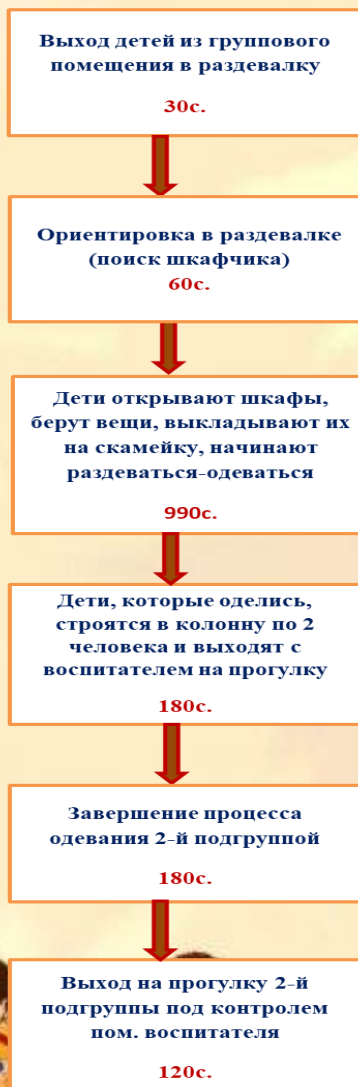 Выход детей из группового
помещения в раздевалку
30с.
Ориентировка в раздевалке
(поиск шкафчика)
60с.
Дети открывают шкафы,
берут вещи, выкладывают их
на скамейку, начинают
раздеваться-одеваться
990с.
Дети, которые оделись,
строятся в колонну по 2
человека и выходят с
воспитателем на прогулку
180с.
Завершение процесса
одевания 2-й подгруппой
180с.
Выход на прогулку 2-й
подгруппы под контролем
пом. воспитателя
120с.